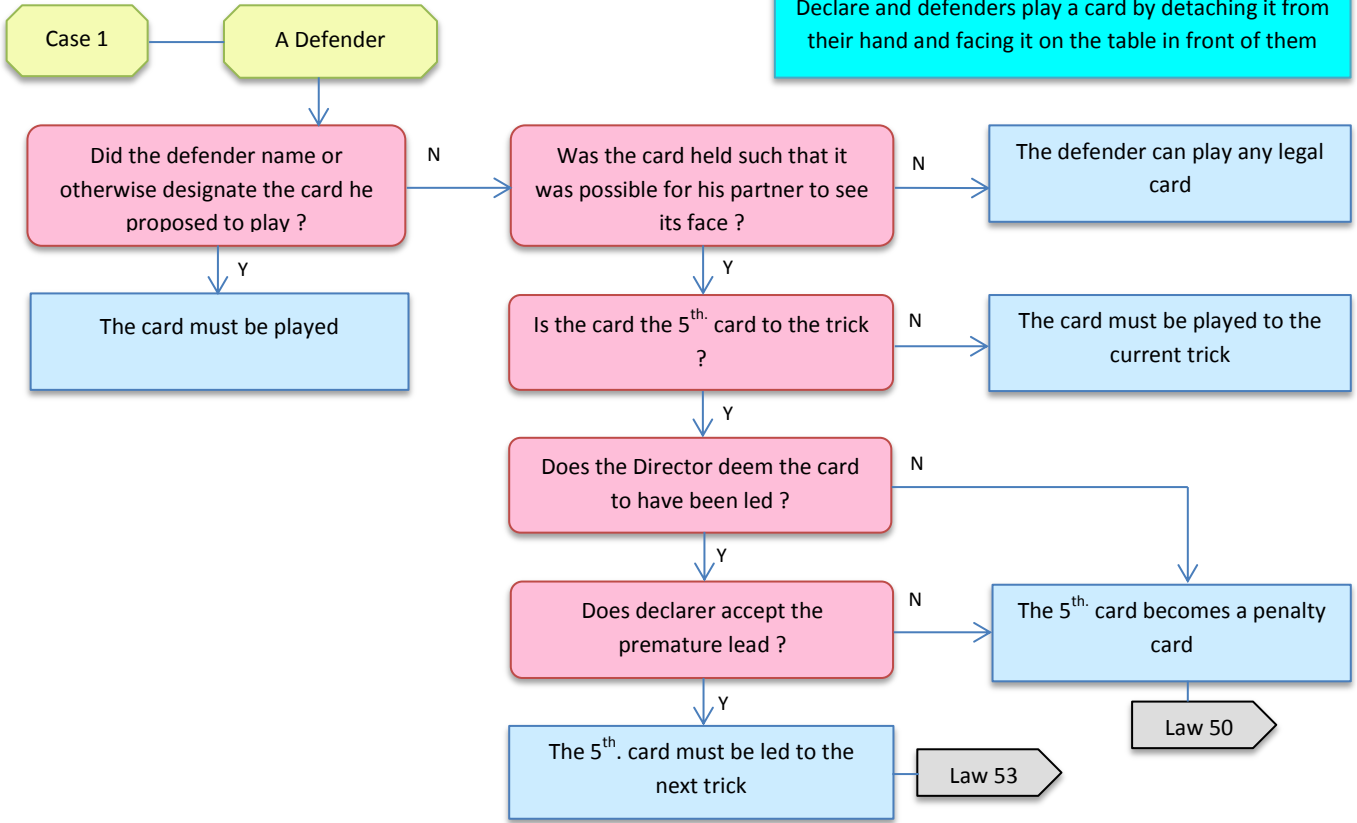 Declare and defenders play a card by detaching it from
their hand and facing it on the table in front of them
Case 1
A Defender
Did the defender name or
otherwise designate the card he
proposed to play ?
N
Was the card held such that it
was possible for his partner to see
its face ?
N
The defender can play any legal
card
Y
The card must be played
Y
Is the card the 5th. card to the trick
?
N
The card must be played to the
current trick
Y
Does the Director deem the card
to have been led ?
N
Y
Does declarer accept the
premature lead ?
N
The 5th. card becomes a penalty
card
Law 50
Y
The 5th. card must be led to the
next trick
Law 53